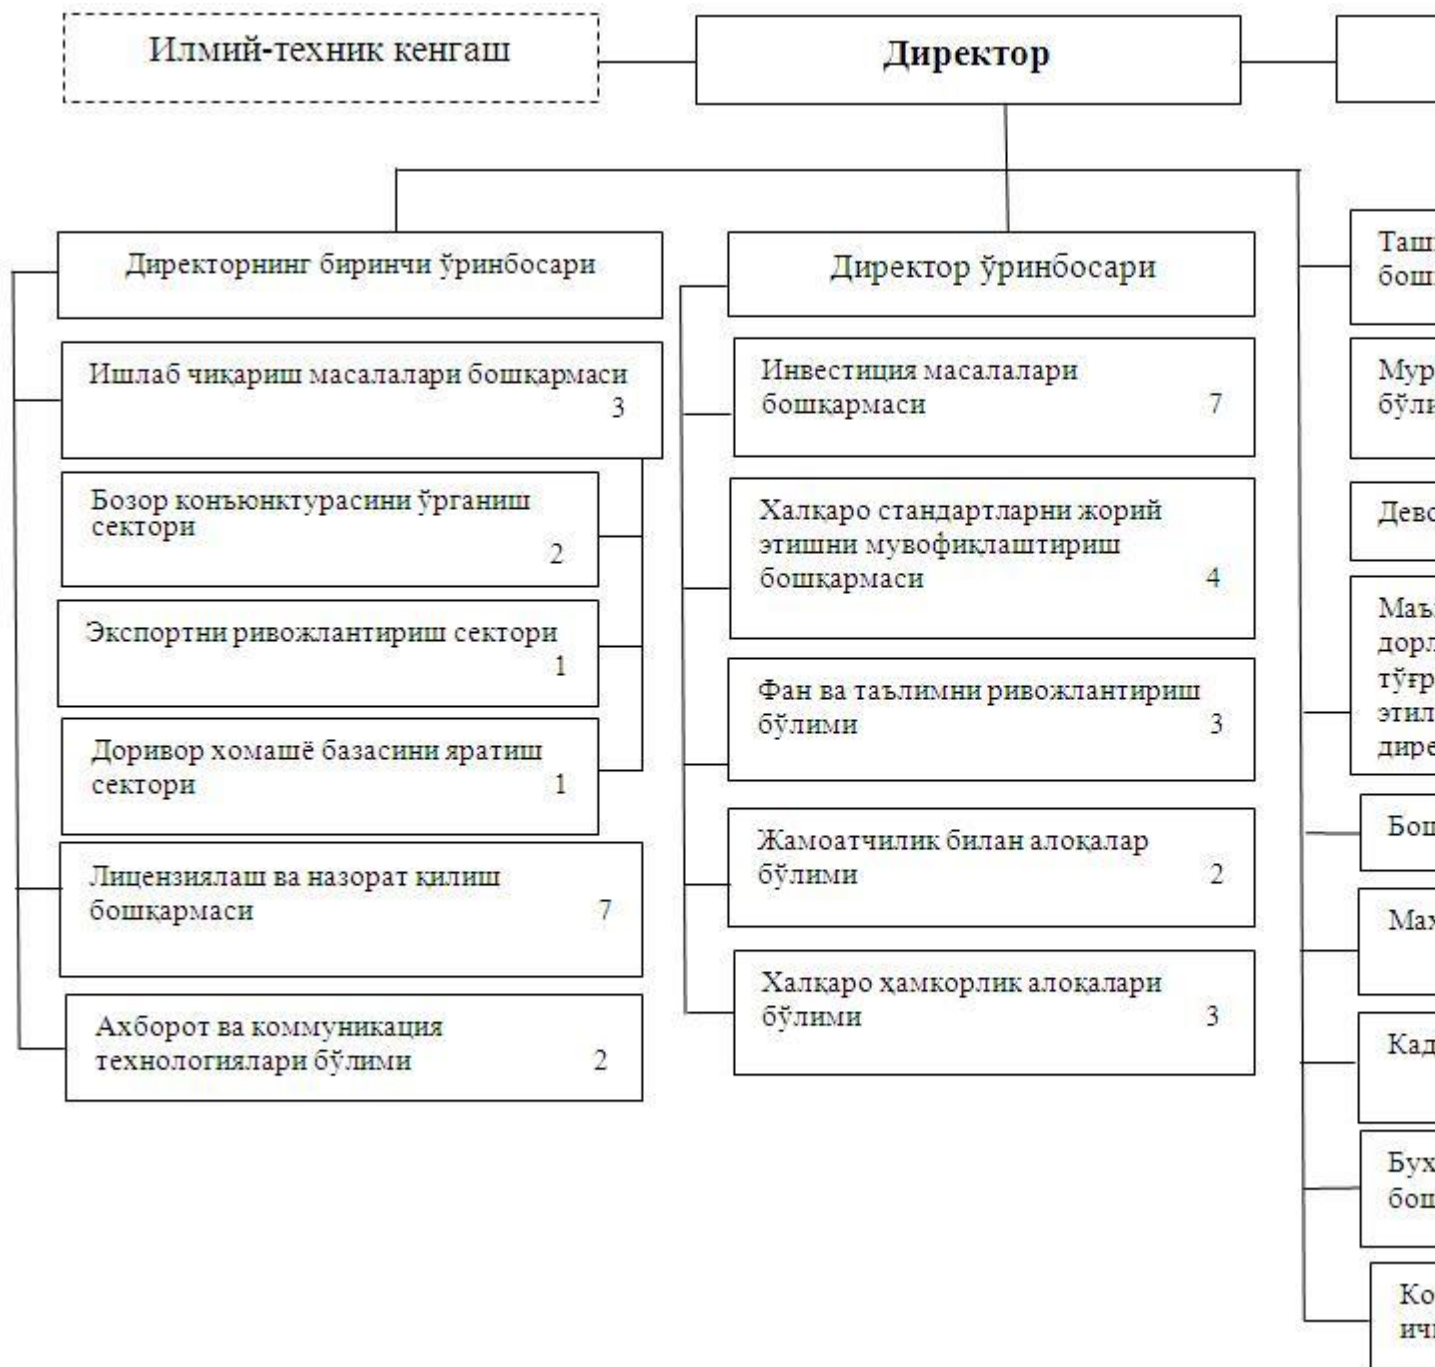 Илмий-техник кенгаш
Директор
Директорнинг биринчи ўринбосари
Ишлаб чиқариш масалалари бошқармаси
3
Бозор конъюнктурасини ўрганиш
сектори
2
Экспортни ривожлантириш сектори
1
Доривор хомашё базасини яратиш
сектори 1
Лицензиялаш ва назорат қилиш
бошқармаси 7
Ахборот ва коммуникация
технологиялари бўлими 2
Директор ўринбосари
Инвестиция масалалари
бошқармаси 7
Халқаро стандартларни жорий
этишни мувофиқлаштириш
бошқармаси 4
Фан ва таълимни ривожлантириш
бўлими 3
Жамоатчилик билан алоқалар
бўлими 2
Халқаро ҳамкорлик алоқалари
бўлими 3